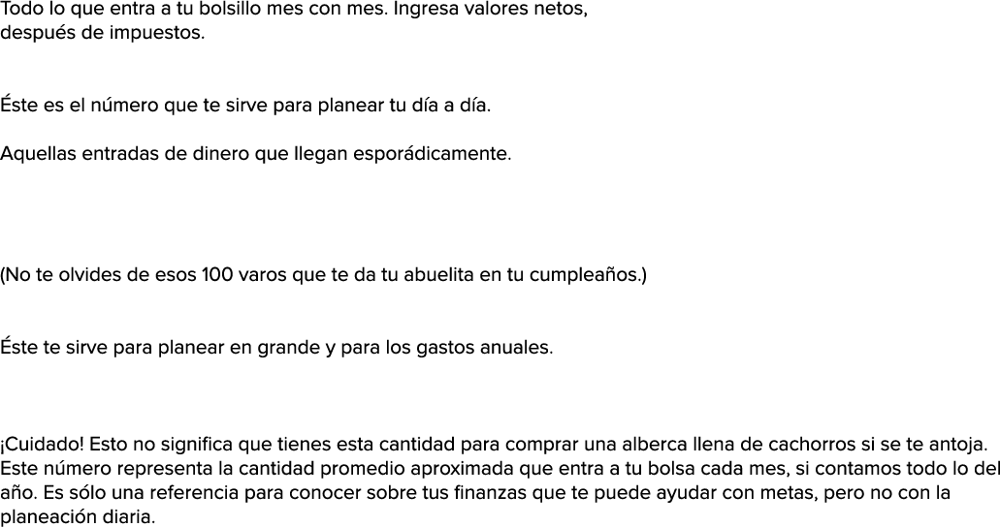 Todo lo que entra a tu bolsillo mes con mes. Ingresa valores netos,
después de impuestos.
Éste es el número que te sirve para planear tu día a día.
Aquellas entradas de dinero que llegan esporádicamente.
(No te olvides de esos 100 varos que te da tu abuelita en tu cumpleaños.)
Éste te sirve para planear en grande y para los gastos anuales.
¡Cuidado! Esto no significa que tienes esta cantidad para comprar una alberca llena de cachorros si se te antoja.
Este número representa la cantidad promedio aproximada que entra a tu bolsa cada mes, si contamos todo lo del
año. Es sólo una referencia para conocer sobre tus finanzas que te puede ayudar con metas, pero no con la
planeación diaria.